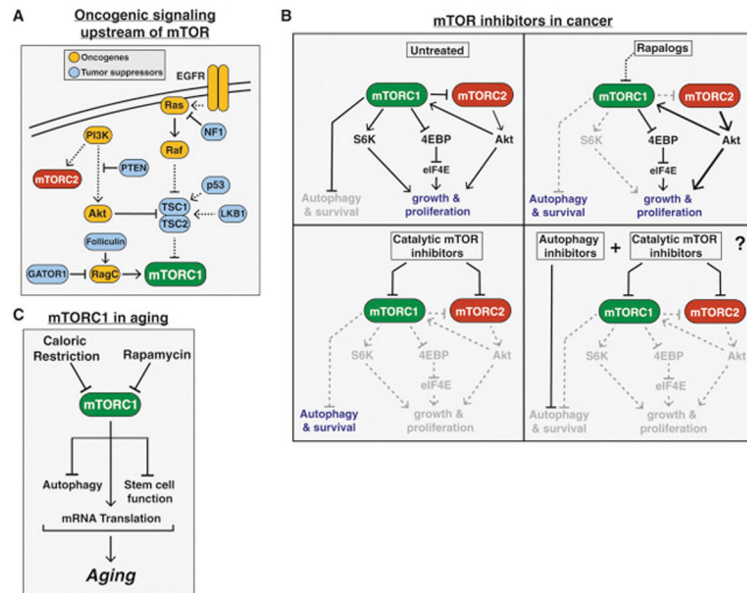 A
Oncogenic signaling
upstream of mTOR
Oncogenes
Tumor suppressors
EGFR
Ras
NF1
PI3K
Raf
mTORC2
PTEN
p53
Akt
TSC1
TSC2
LKB1
Folliculin
GATOR1
RagC
mTORC1
B
mTOR inhibitors in cancer
Untreated
mTORC1
mTORC2
S6K
4EBP
Akt
eIF4E
Autophagy
& survival
growth &
proliferation
Rapalogs
mTORC1
mTORC2
S6K
4EBP
Akt
eIF4E
Autophagy
& survival
growth &
proliferation
Catalytic mTOR
inhibitors
mTORC1
mTORC2
S6K
4EBP
Akt
eIF4E
Autophagy
& survival
growth &
proliferation
Autophagy
inhibitors
+
Catalytic mTOR
inhibitors
?
mTORC1
mTORC2
S6K
4EBP
Akt
eIF4E
Autophagy
& survival
growth &
proliferation
C
mTORC1 in aging
Caloric
Restriction
Rapamycin
mTORC1
Autophagy
Stem cell
function
mRNA Translation
Aging